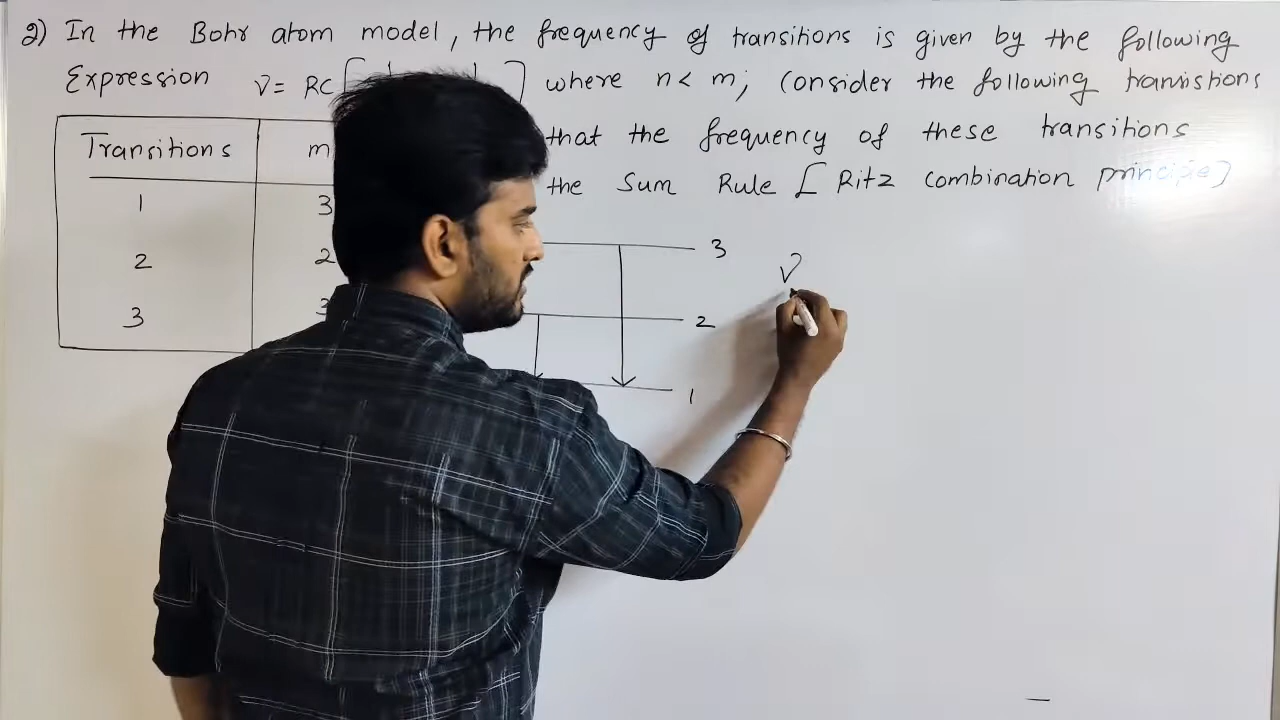 2) In the Bohr atom model, the frequency of transitions is given by the following
Expression ν = RC [ where n < m; Consider the following transistions
Transitions m that the frequency of these transitions
1 3 the Sum Rule [ Ritz combination principle]
2 2
3 3
3
2
1
ν